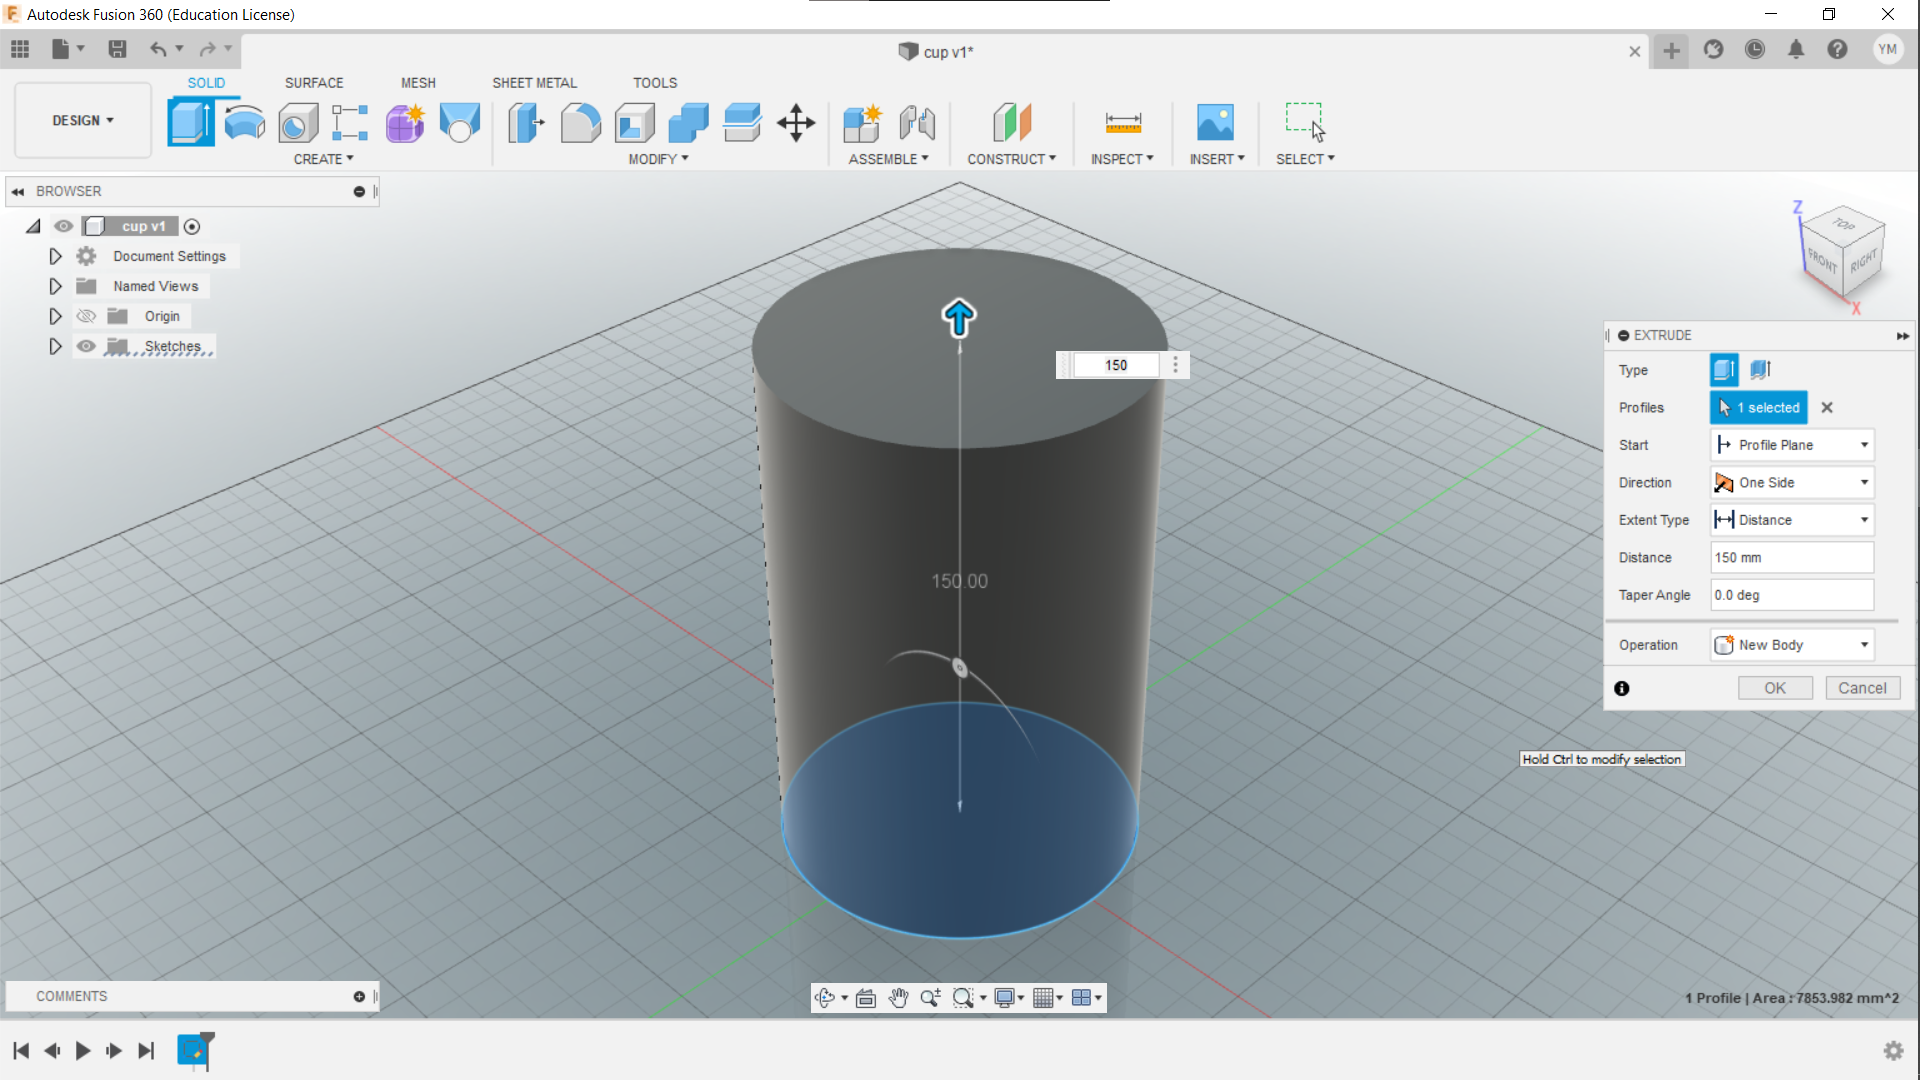 Autodesk Fusion 360 (Education License)
cup v1*
YM
DESIGN
SOLID
SURFACE
MESH
SHEET METAL
TOOLS
CREATE
MODIFY
ASSEMBLE
CONSTRUCT
INSPECT
INSERT
SELECT
BROWSER
cup v1
Document Settings
Named Views
Origin
Sketches
Z
TOP
FRONT
RIGHT
X
150
150.00
EXTRUDE
Type
Profiles
1 selected
Start
Profile Plane
Direction
One Side
Extent Type
Distance
Distance
150 mm
Taper Angle
0.0 deg
Operation
New Body
OK
Cancel
Hold Ctrl to modify selection
COMMENTS
1 Profile | Area : 7853.982 mm^2